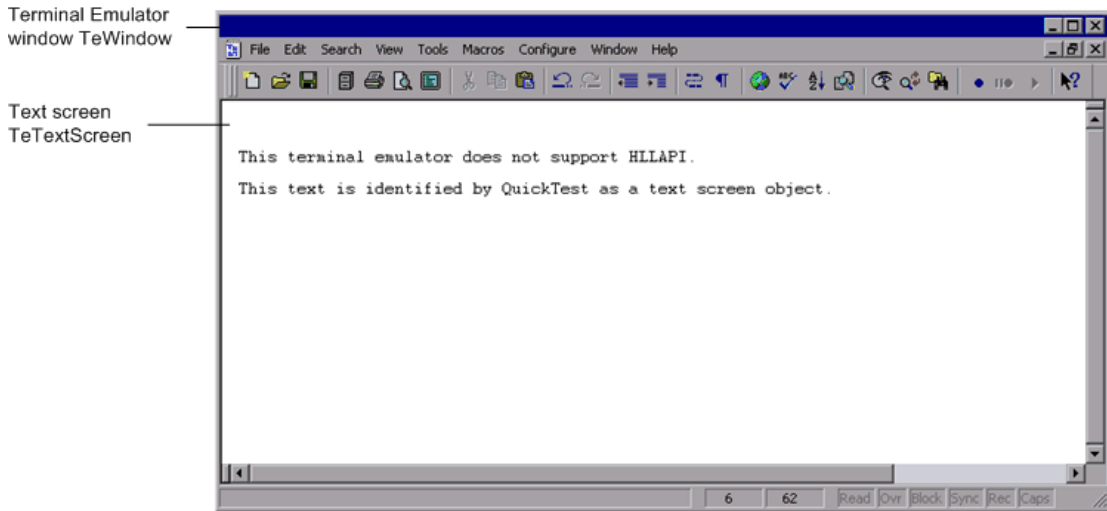 Terminal Emulator
window TeWindow
File Edit Search View Tools Macros Configure Window Help
Text screen
TeTextScreen
This terminal emulator does not support HLLAPI.
This text is identified by QuickTest as a text screen object.
6 62 Read Ovr Block Sync Rec Caps